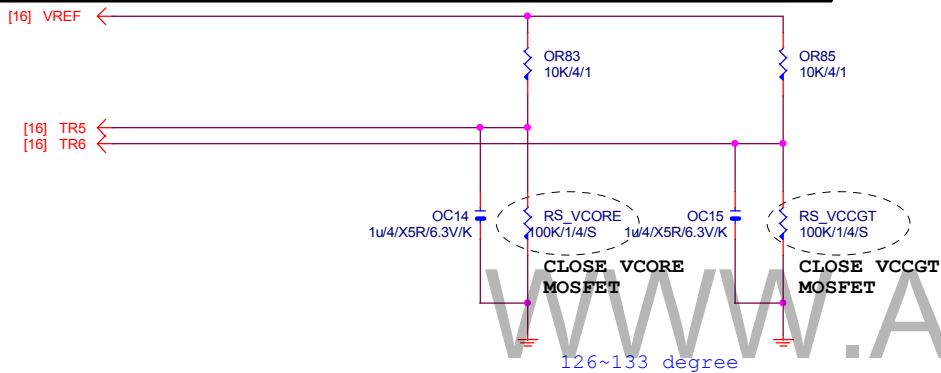 [16] VREF
OR83
10K/4/1
OR85
10K/4/1
[16] TR5
[16] TR6
OC14
1u/4/X5R/6.3V/K
RS_VCORE
100K/1/4/S
OC15
1u/4/X5R/6.3V/K
RS_VCCGT
100K/1/4/S
CLOSE VCORE
MOSFET
CLOSE VCCGT
MOSFET
WWW.A
126~133 degree